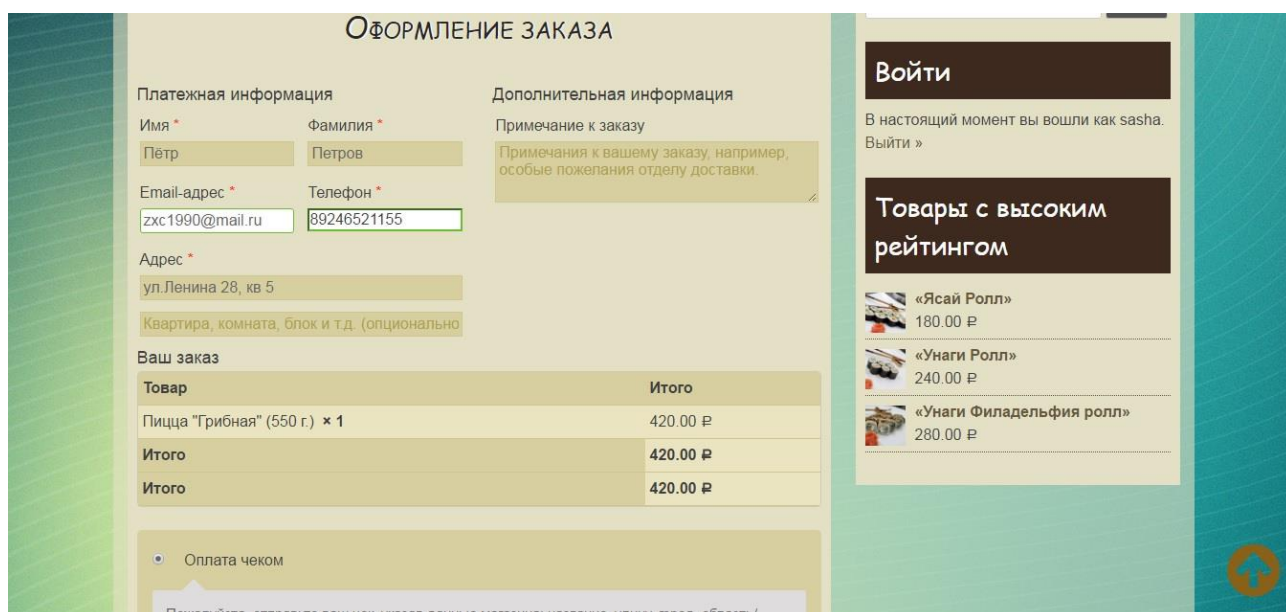 Оформление заказа
Платежная информация
Имя *
Фамилия *
Пётр
Петров
Email-адрес *
Телефон *
zxc1990@mail.ru
89246521155
Адрес *
ул.Ленина 28, кв 5
Квартира, комната, блок и т.д. (опционально
Дополнительная информация
Примечание к заказу
Примечания к вашему заказу, например,
особые пожелания отделу доставки.
Ваш заказ
Товар Итого
Пицца "Грибная" (550 г.) × 1 420.00 ₽
Итого 420.00 ₽
Итого 420.00 ₽
Оплата чеком
Войти
В настоящий момент вы вошли как sasha.
Выйти »
Товары с высоким
рейтингом
«Ясай Ролл»
180.00 ₽
«Унаги Ролл»
240.00 ₽
«Унаги Филадельфия ролл»
280.00 ₽